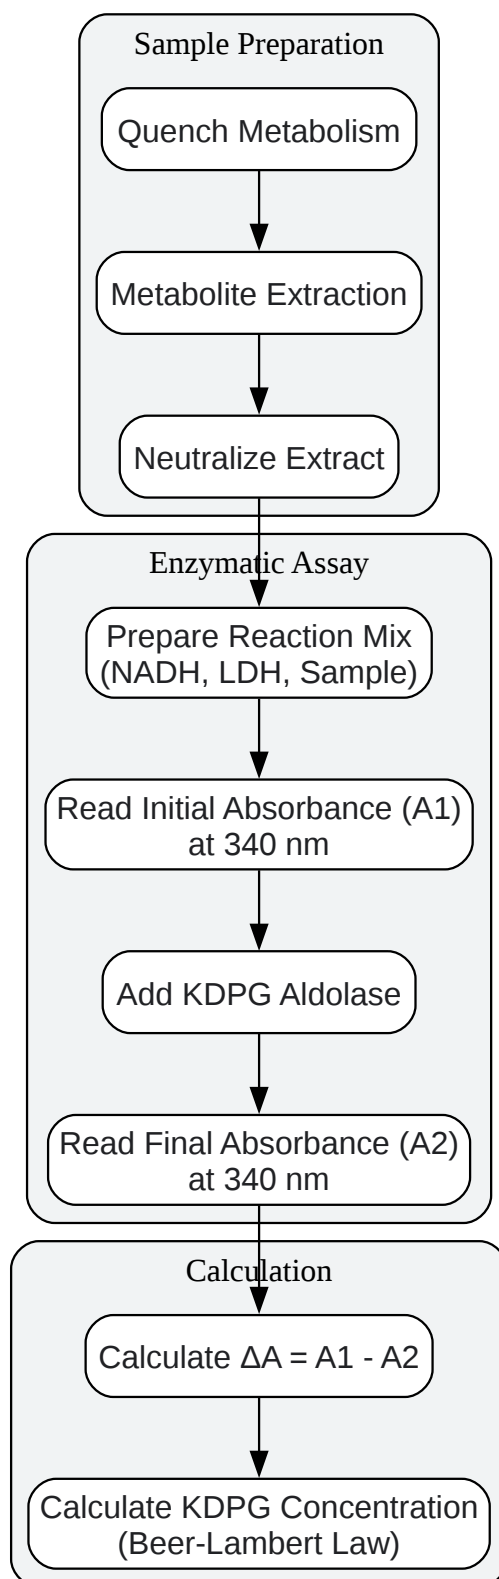 Sample Preparation
Quench Metabolism
Metabolite Extraction
Neutralize Extract
Enzymatic Assay
Prepare Reaction Mix
(NADH, LDH, Sample)
Read Initial Absorbance (A1)
at 340 nm
Add KDPG Aldolase
Read Final Absorbance (A2)
at 340 nm
Calculation
Calculate ΔA = A1 - A2
Calculate KDPG Concentration
(Beer-Lambert Law)